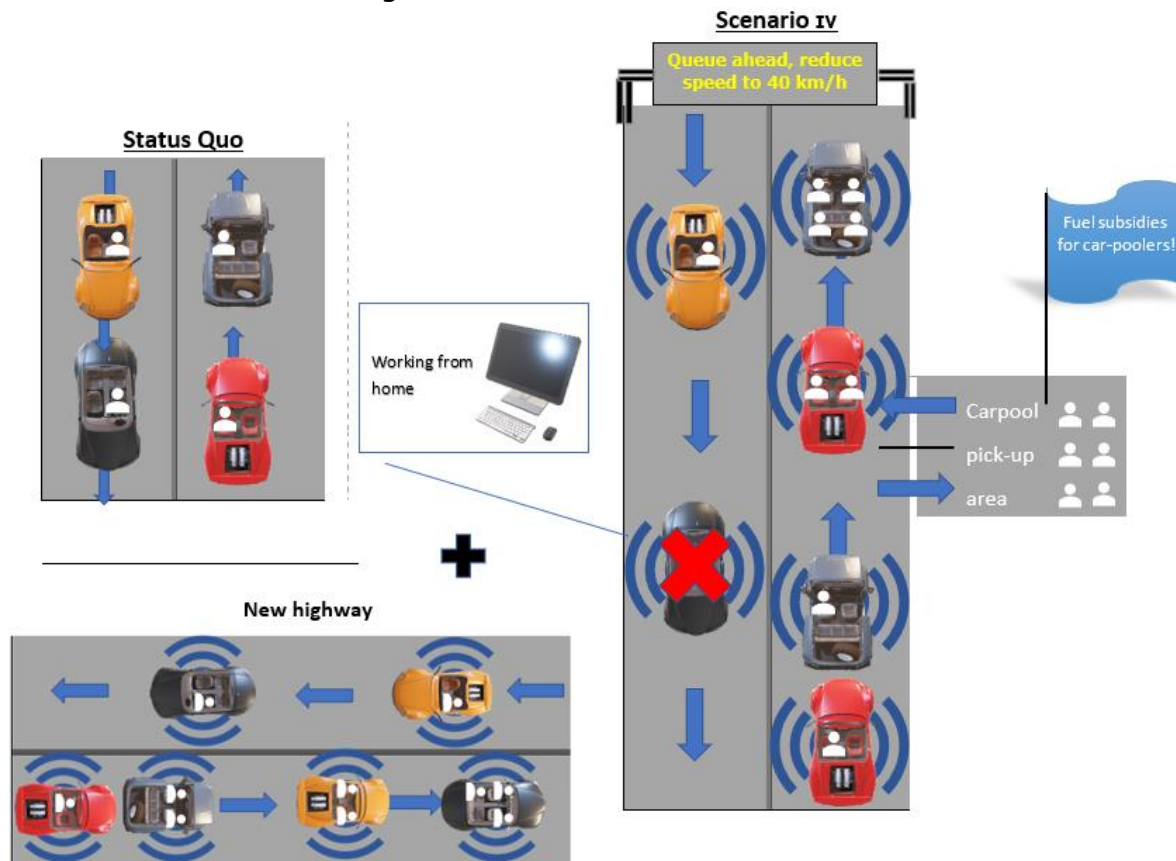 Scenario IV
Queue ahead, reduce
speed to 40 km/h
Status Quo
Fuel subsidies
for car-poolers!
Working from
home
Carpool
pick-up
area
New highway